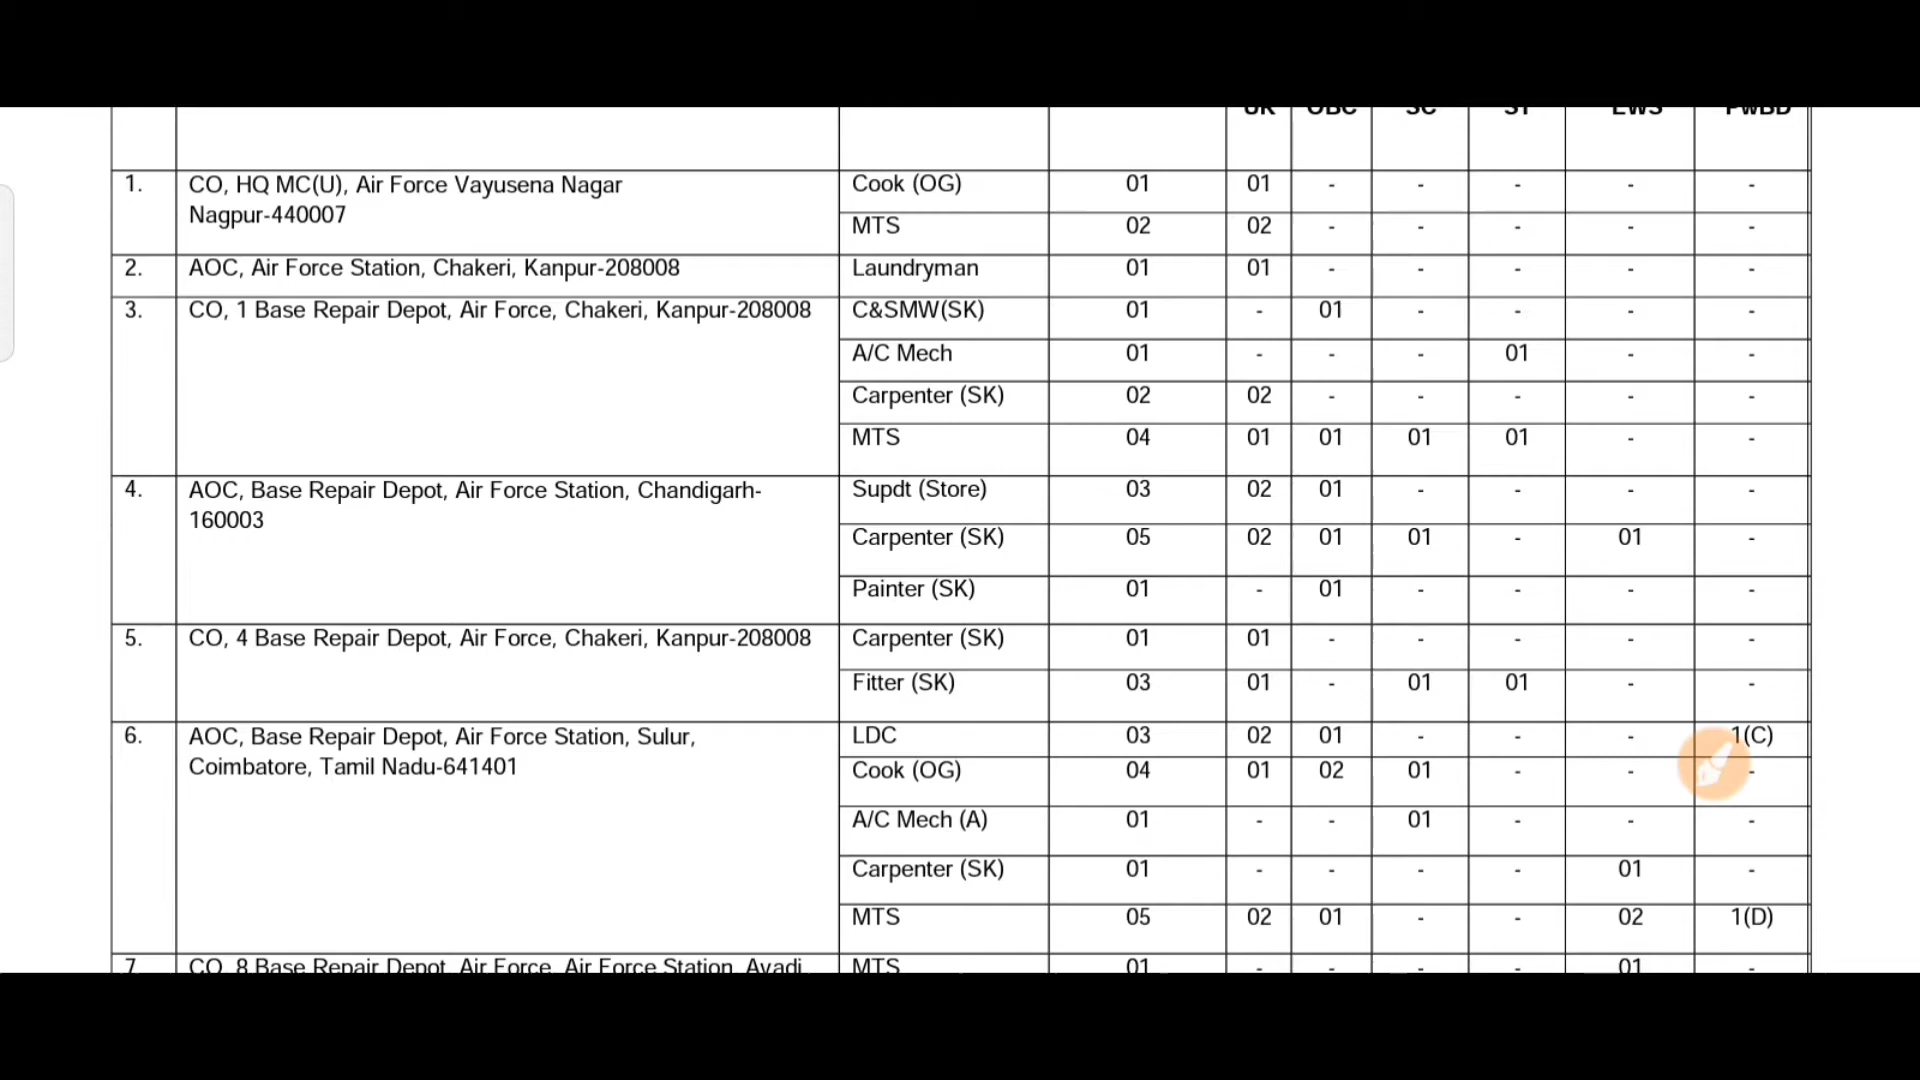 UR OBC SC ST EWS PwBD
1. CO, HQ MC(U), Air Force Vayusena Nagar Cook (OG) 01 01 - - - - -
Nagpur-440007
MTS 02 02 - - - - -
2. AOC, Air Force Station, Chakeri, Kanpur-208008 Laundryman 01 01 - - - - -
3. CO, 1 Base Repair Depot, Air Force, Chakeri, Kanpur-208008 C&SMW(SK) 01 - 01 - - - -
A/C Mech 01 - - - 01 - -
Carpenter (SK) 02 02 - - - - -
MTS 04 01 01 01 01 - -
4. AOC, Base Repair Depot, Air Force Station, Chandigarh- Supdt (Store) 03 02 01 - - - -
160003
Carpenter (SK) 05 02 01 01 - 01 -
Painter (SK) 01 - 01 - - - -
5. CO, 4 Base Repair Depot, Air Force, Chakeri, Kanpur-208008 Carpenter (SK) 01 01 - - - - -
Fitter (SK) 03 01 - 01 01 - -
6. AOC, Base Repair Depot, Air Force Station, Sulur, LDC 03 02 01 - - - 1(C)
Coimbatore, Tamil Nadu-641401 Cook (OG) 04 01 02 01 - - -
A/C Mech (A) 01 - - 01 - - -
Carpenter (SK) 01 - - - - 01 -
MTS 05 02 01 - - 02 1(D)
7. CO, 8 Base Repair Depot, Air Force, Air Force Station, Avadi, MTS 01 - - - - 01 -